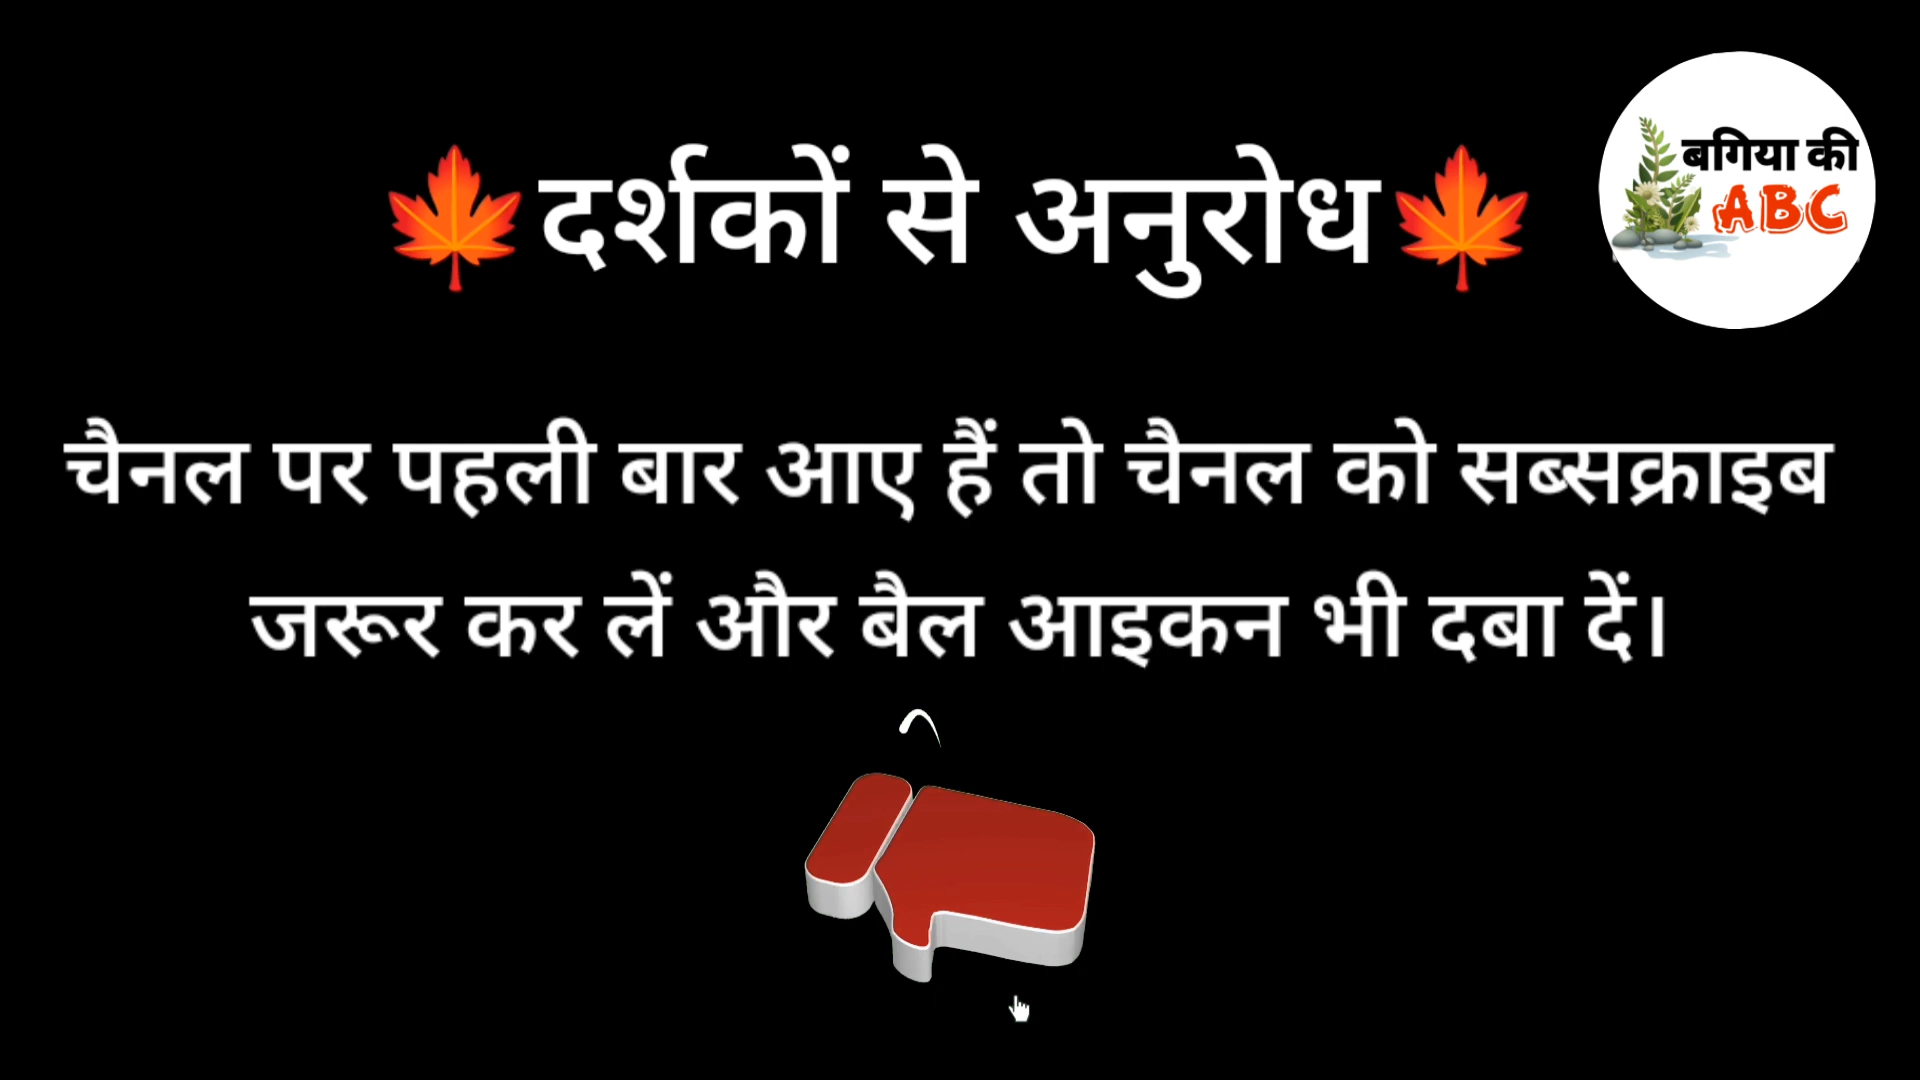 🍁दर्शकों से अनुरोध🍁
बगिया की
ABC
चैनल पर पहली बार आए हैं तो चैनल को सब्सक्राइब
जरूर कर लें और बैल आइकन भी दबा दें।